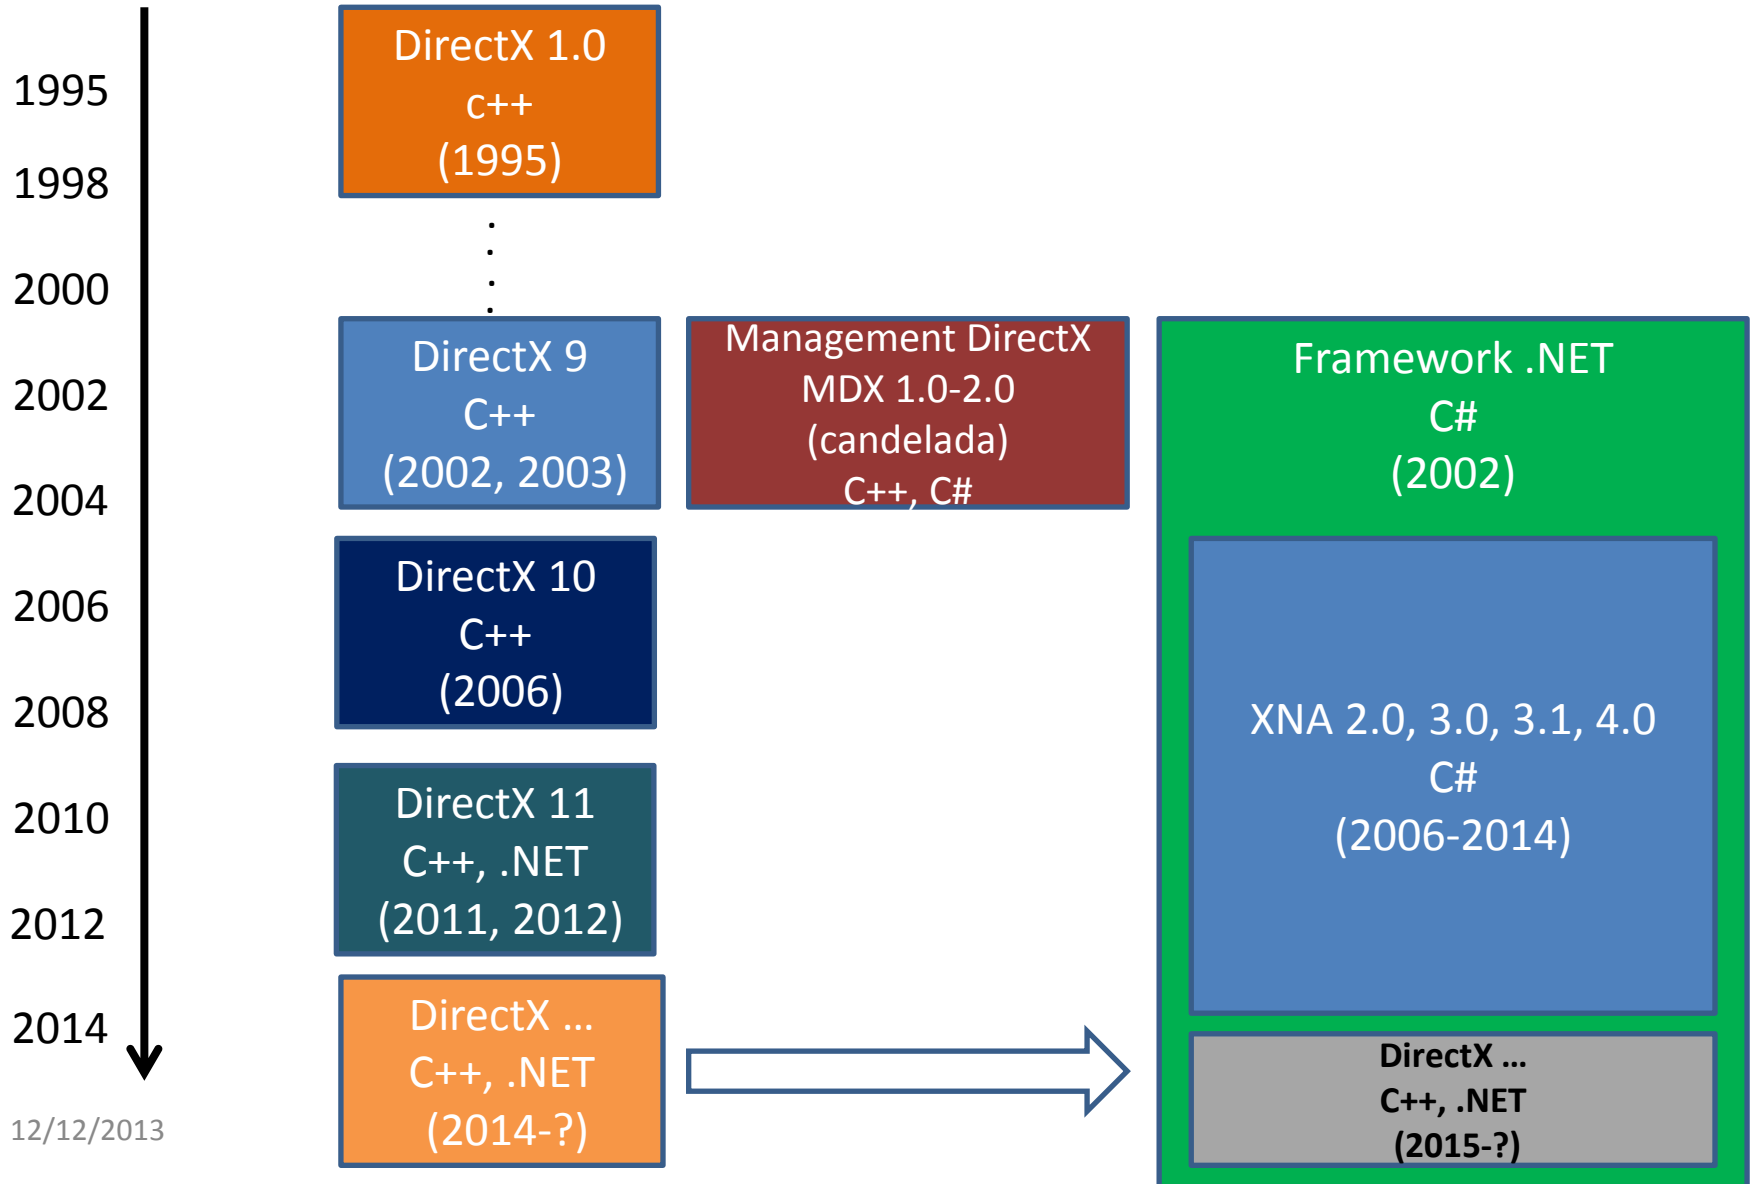 1995
1998
2000
2002
2004
2006
2008
2010
2012
2014
12/12/2013
DirectX 1.0
c++
(1995)
.
.
.
.
DirectX 9
C++
(2002, 2003)
Management DirectX
MDX 1.0-2.0
(candelada)
C++, C#
Framework .NET
C#
(2002)
DirectX 10
C++
(2006)
XNA 2.0, 3.0, 3.1, 4.0
C#
(2006-2014)
DirectX 11
C++, .NET
(2011, 2012)
DirectX ...
C++, .NET
(2014-?)
DirectX ...
C++, .NET
(2015-?)